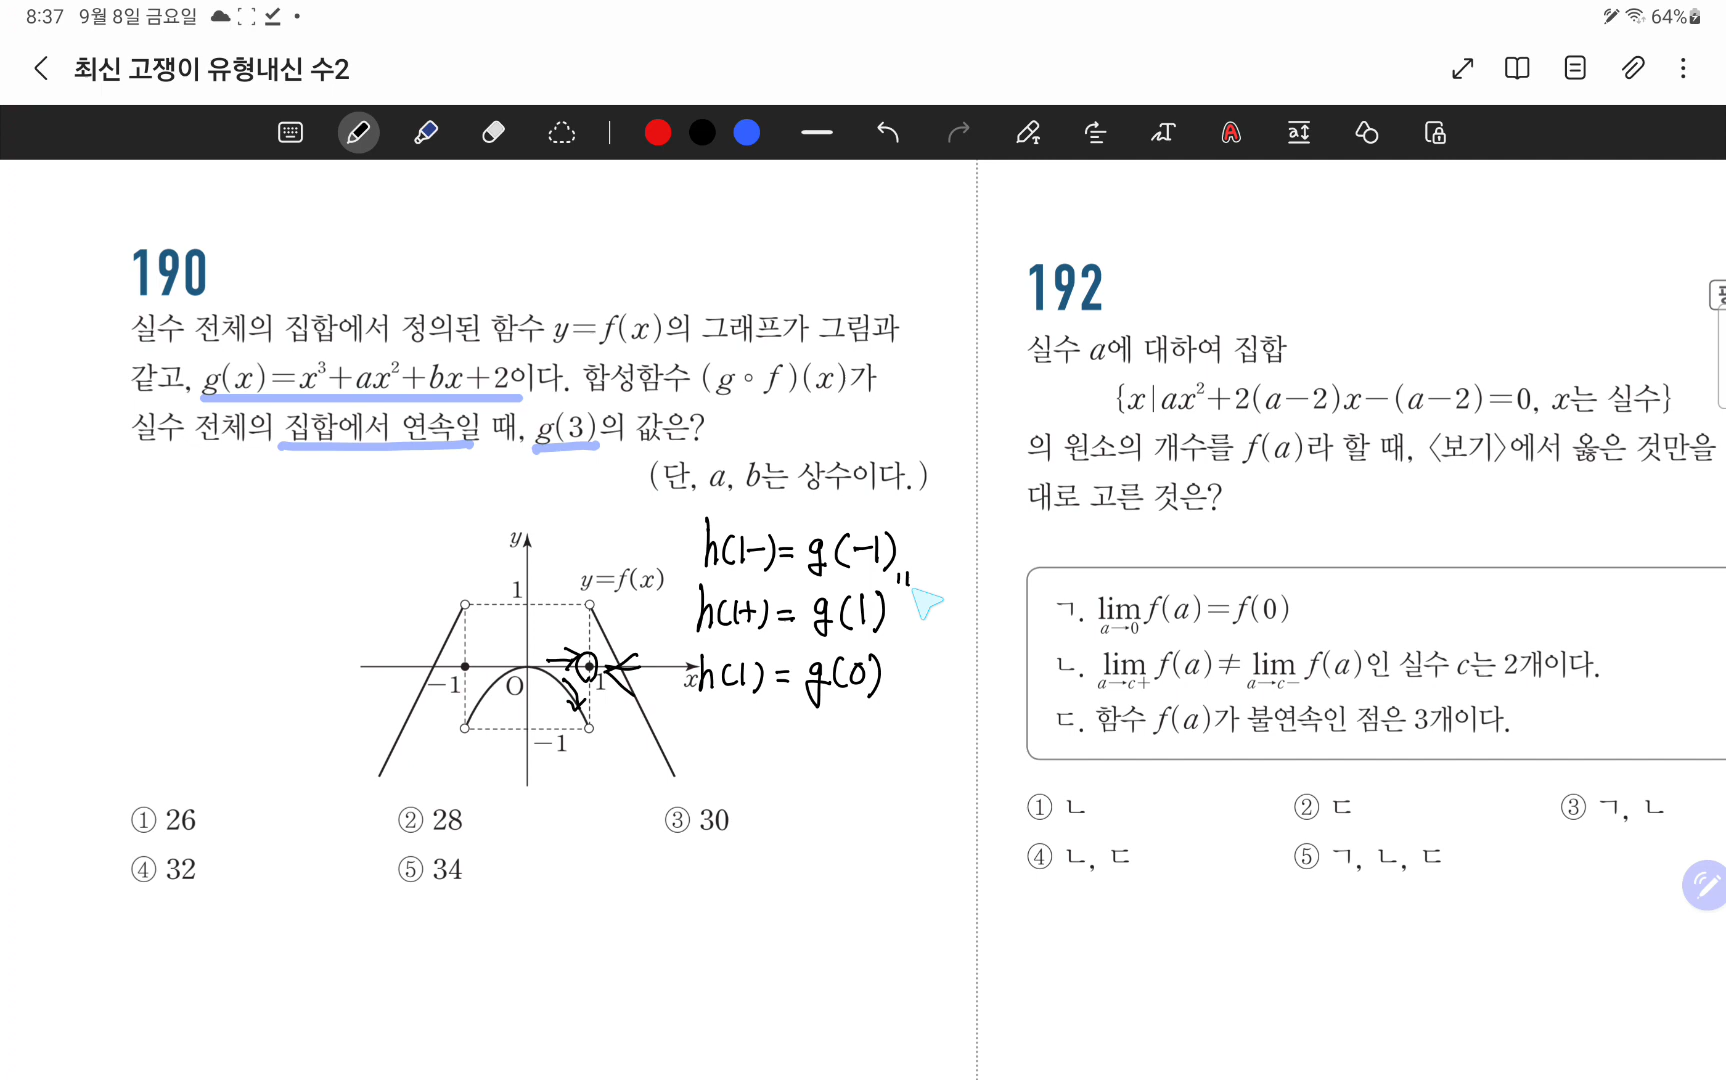 8:37 9월 8일 금요일
64%
최신 고쟁이 유형내신 수2
190
실수 전체의 집합에서 정의된 함수 y=f(x)의 그래프가 그림과
같고, g(x)=x³+ax²+bx+2이다. 합성함수 (g∘f)(x)가
실수 전체의 집합에서 연속일 때, g(3)의 값은?
(단, a, b는 상수이다.)
y
1
y=f(x)
-1
O
1
x
-1
h(1-)= g(-1)
"
h(1+)= g(1)
h(1) = g(0)
① 26 ② 28 ③ 30
④ 32 ⑤ 34
192
실수 a에 대하여 집합
{x|ax²+2(a-2)x-(a-2)=0, x는 실수}
의 원소의 개수를 f(a)라 할 때, 〈보기〉에서 옳은 것만을
대로 고른 것은?
ㄱ. lim a→0 f(a)=f(0)
ㄴ. lim a→c+ f(a)≠ lim a→c- f(a)인 실수 c는 2개이다.
ㄷ. 함수 f(a)가 불연속인 점은 3개이다.
① ㄴ ② ㄷ ③ ㄱ, ㄴ
④ ㄴ, ㄷ ⑤ ㄱ, ㄴ, ㄷ